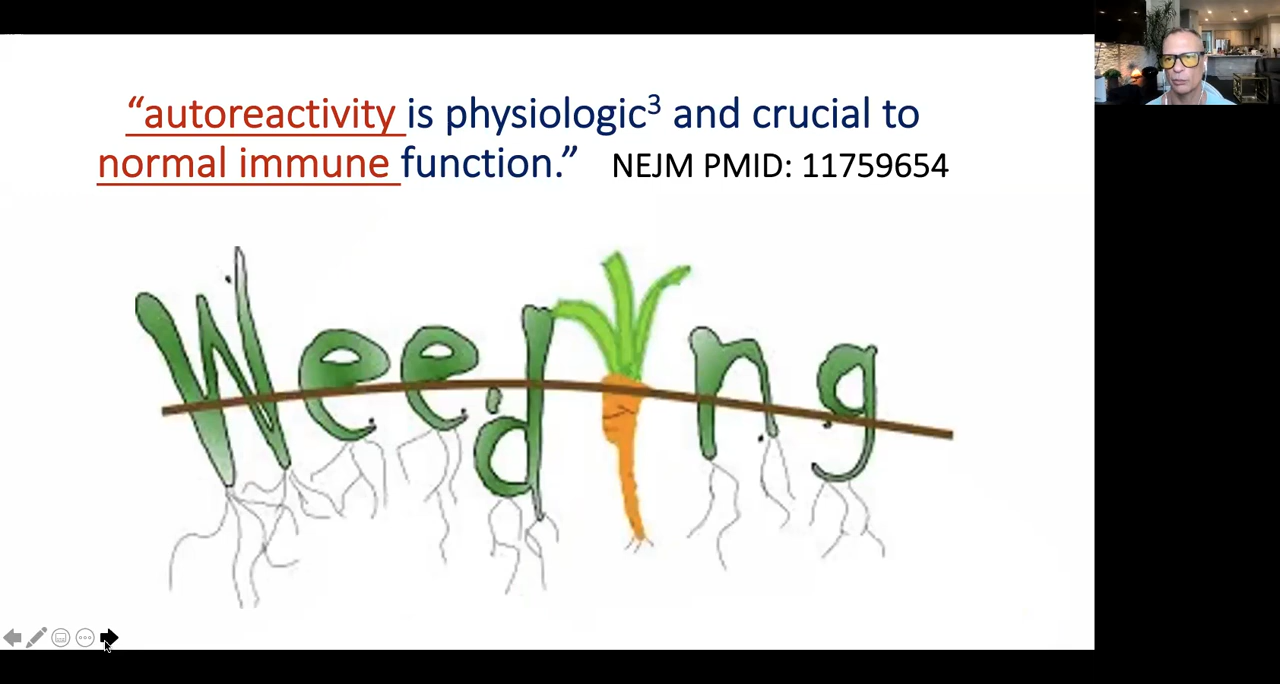 “autoreactivity is physiologic³ and crucial to
normal immune function.” NEJM PMID: 11759654
Weeding